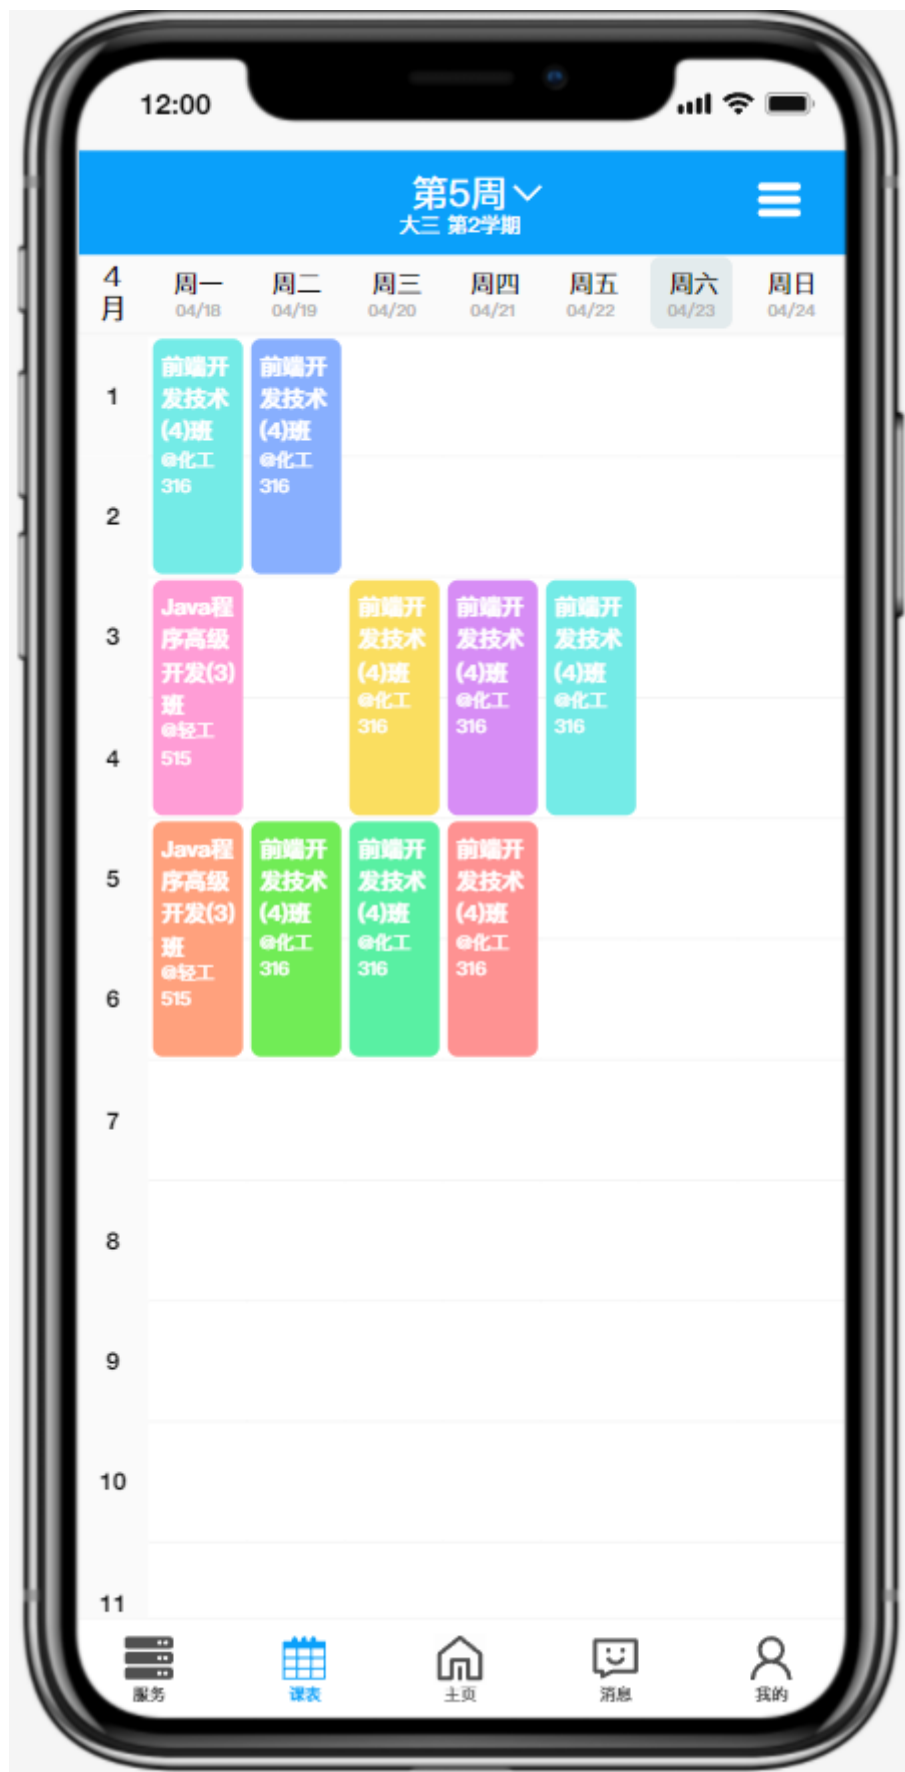 12:00
第5周
大三 第2学期
4
月
周一
04/18
周二
04/19
周三
04/20
周四
04/21
周五
04/22
周六
04/23
周日
04/24
1
2
3
4
5
6
7
8
9
10
11
前端开
发技术
(4)班
@化工
316
前端开
发技术
(4)班
@化工
316
Java程
序高级
开发(3)
班
@轻工
515
前端开
发技术
(4)班
@化工
316
前端开
发技术
(4)班
@化工
316
前端开
发技术
(4)班
@化工
316
Java程
序高级
开发(3)
班
@轻工
515
前端开
发技术
(4)班
@化工
316
前端开
发技术
(4)班
@化工
316
前端开
发技术
(4)班
@化工
316
服务
课表
主页
消息
我的